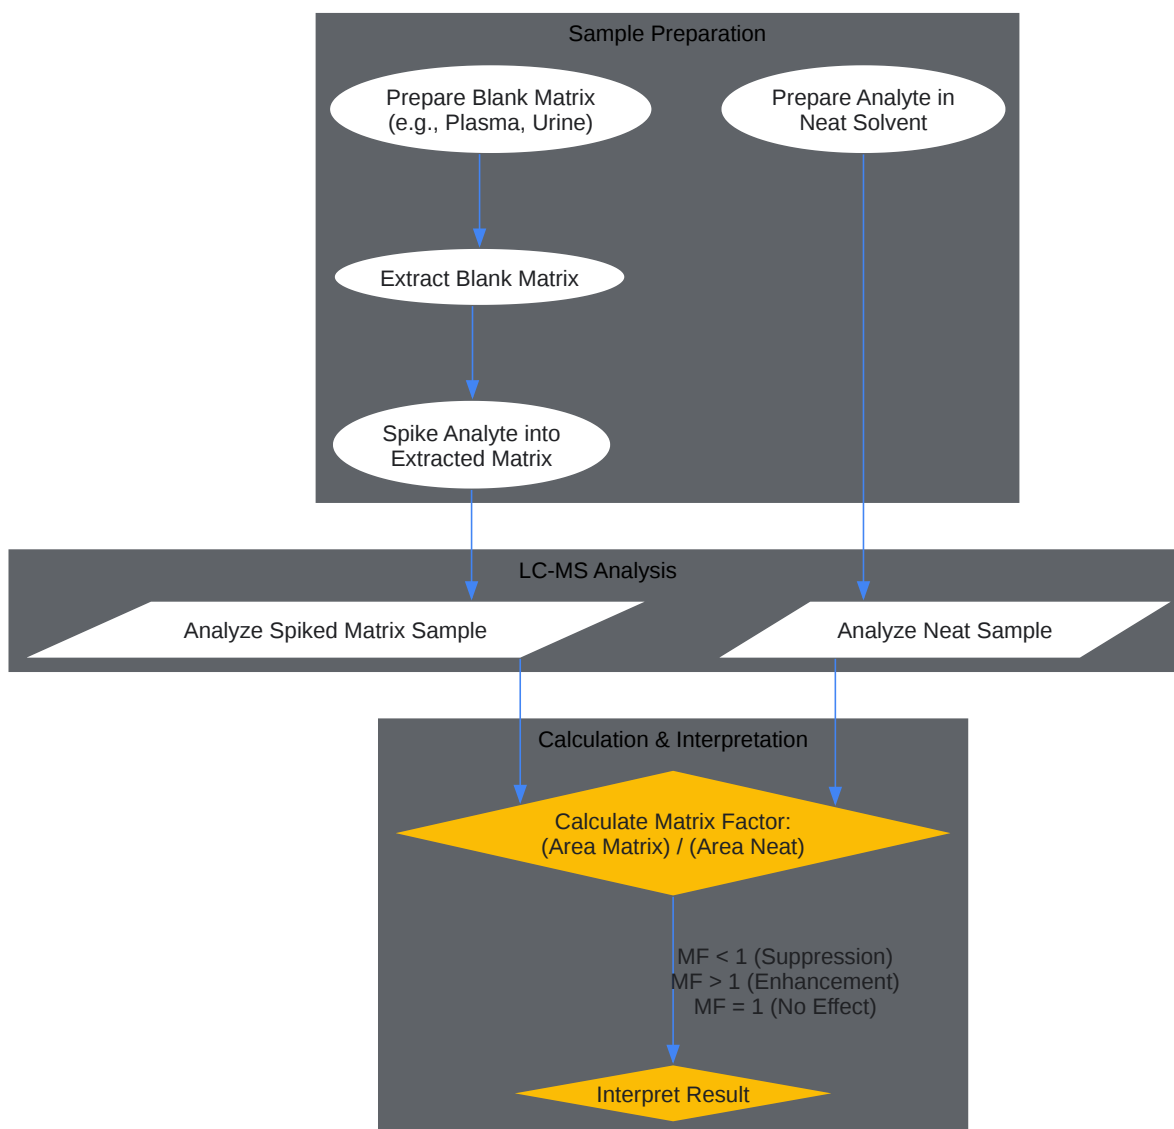 Sample Preparation
Prepare Blank Matrix
(e.g., Plasma, Urine)
Prepare Analyte in
Neat Solvent
Extract Blank Matrix
Spike Analyte into
Extracted Matrix
LC-MS Analysis
Analyze Spiked Matrix Sample
Analyze Neat Sample
Calculation & Interpretation
Calculate Matrix Factor:
(Area Matrix) / (Area Neat)
MF < 1 (Suppression)
MF > 1 (Enhancement)
MF = 1 (No Effect)
Interpret Result